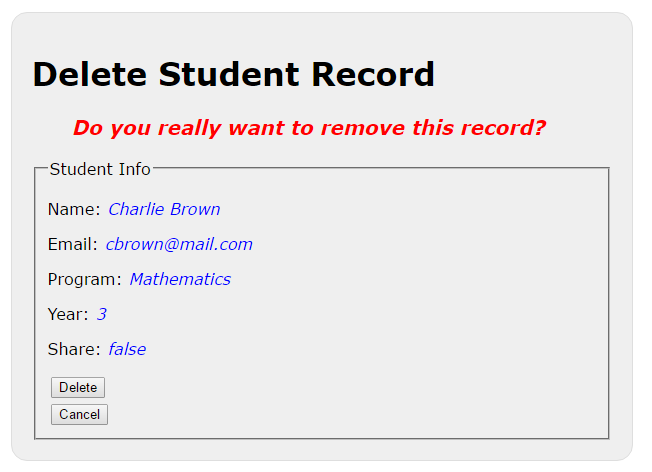 Delete Student Record
Do you really want to remove this record?
Student Info
Name: Charlie Brown
Email: cbrown@mail.com
Program: Mathematics
Year: 3
Share: false
Delete
Cancel